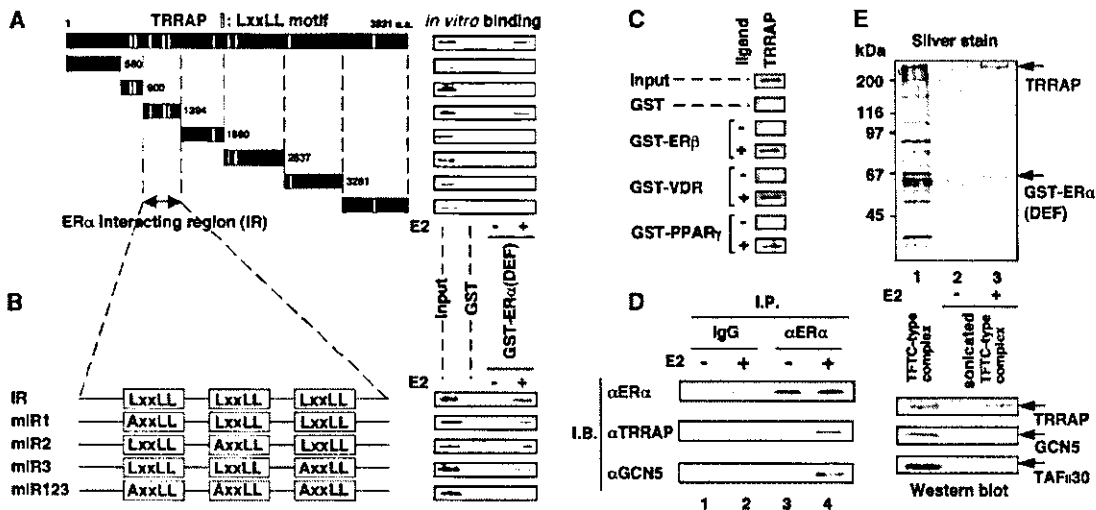 A
TRRAP : LxxLL motif
1
3831 a.a.
in vitro binding
580
900
1394
1690
2637
3261
ERα Interacting region (IR)
E2 - +
Input
GST
GST-ERα(DEF)
B
E2 - +
IR LxxLL LxxLL LxxLL
mIR1 AxxLL LxxLL LxxLL
mIR2 LxxLL AxxLL LxxLL
mIR3 LxxLL LxxLL AxxLL
mIR123 AxxLL AxxLL AxxLL
C
ligand
TRRAP
Input
GST
GST-ERβ - +
GST-VDR - +
GST-PPARγ - +
D
I.P.
IgG αERα
E2 - + - +
I.B.
αERα
αTRRAP
αGCN5
1 2 3 4
E
kDa Silver stain
200
116
97
67
45
TRRAP
GST-ERα
(DEF)
1 2 3
E2 - +
TFTC-type
complex
sonicated
TFTC-type
complex
TRRAP
GCN5
TAFII30
Western blot